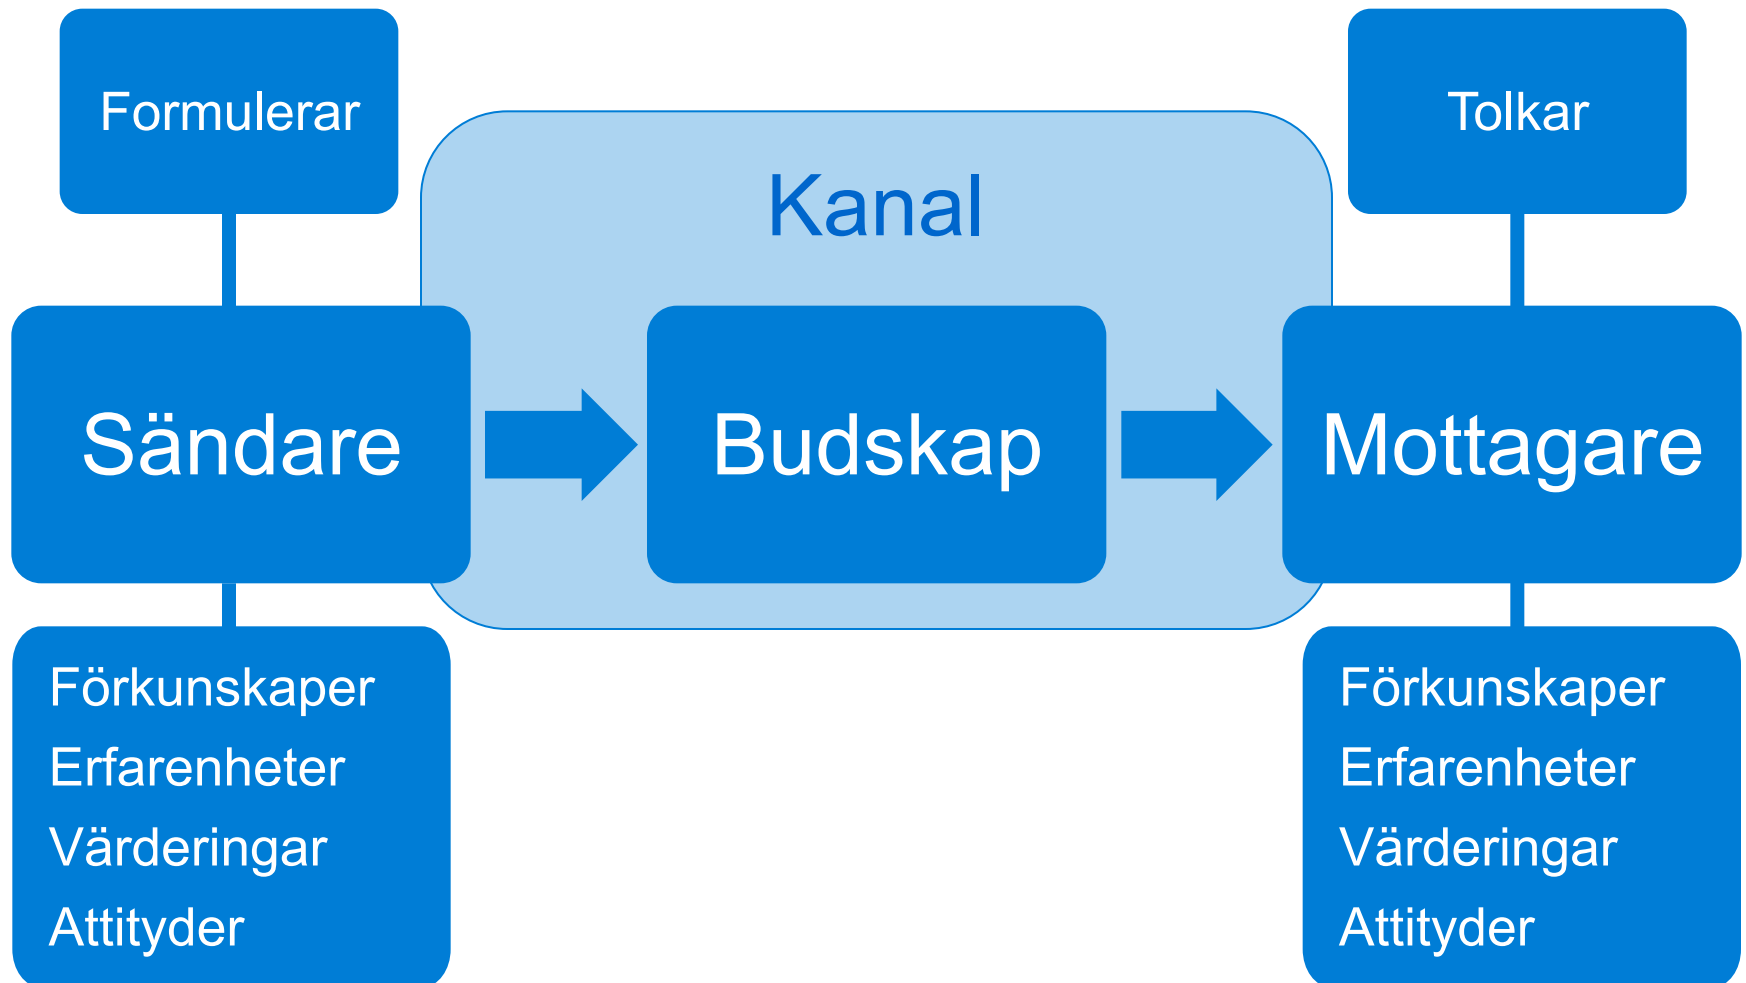 Formulerar
Tolkar
Kanal
Sändare
Budskap
Mottagare
Förkunskaper
Erfarenheter
Värderingar
Attityder
Förkunskaper
Erfarenheter
Värderingar
Attityder